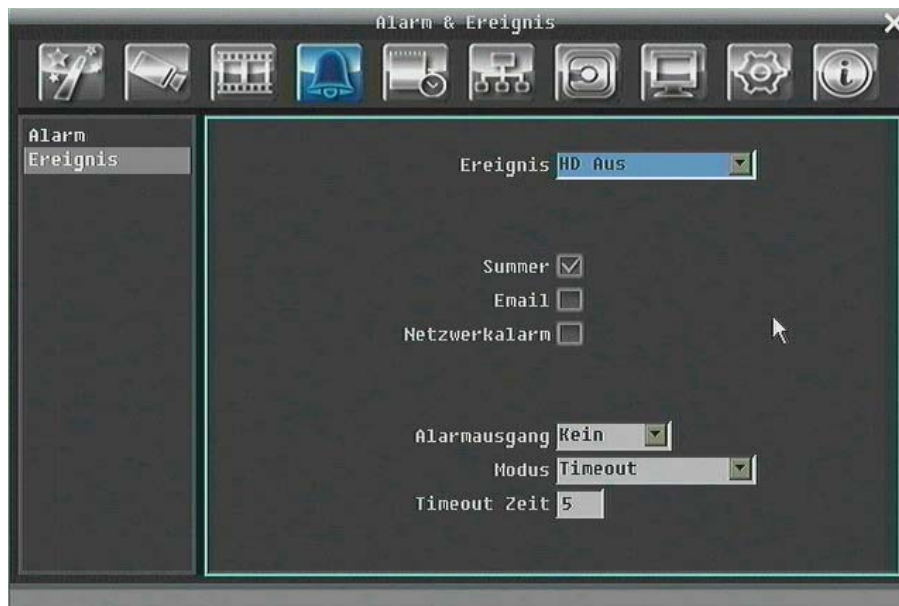 Alarm & Ereignis
Alarm
Ereignis
Ereignis HD Aus
Summer
Email
Netzwerkalarm
Alarmausgang Kein
Modus Timeout
Timeout Zeit 5